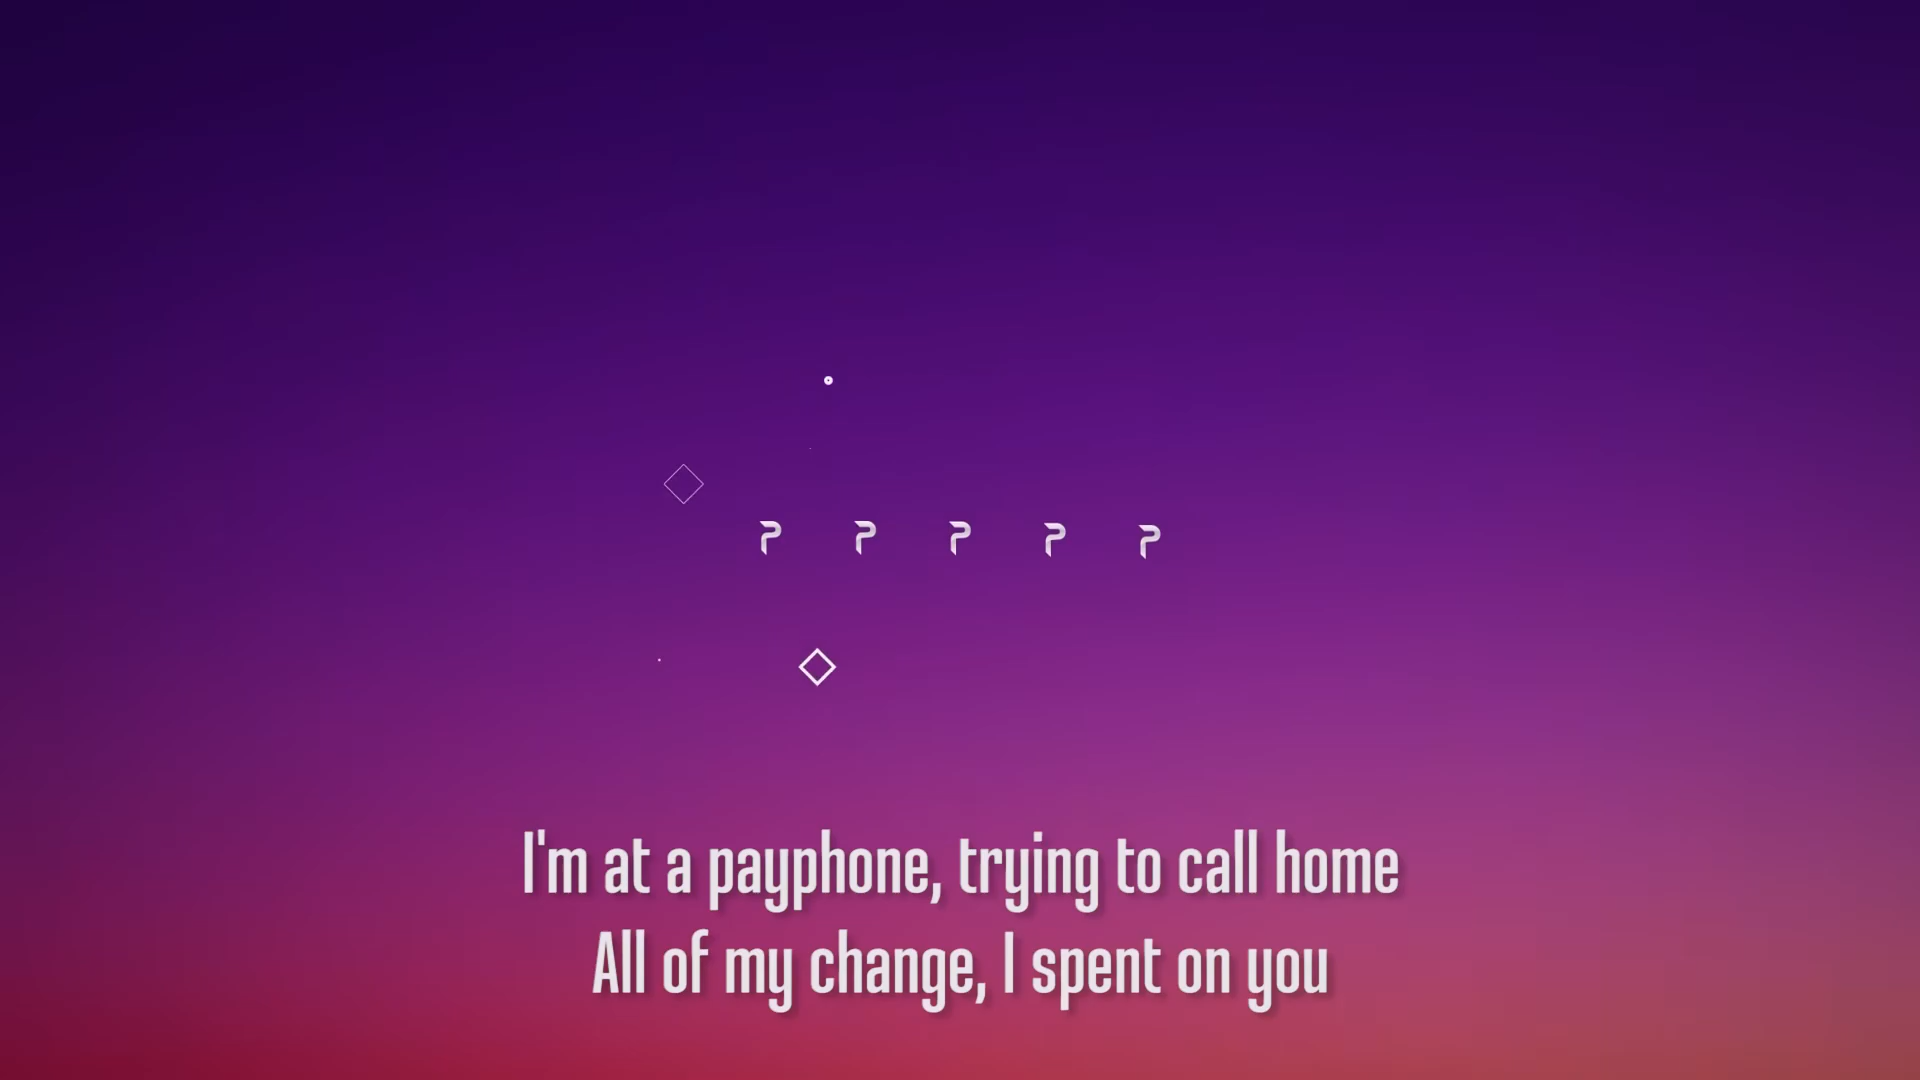 I'm at a payphone, trying to call home
All of my change, I spent on you